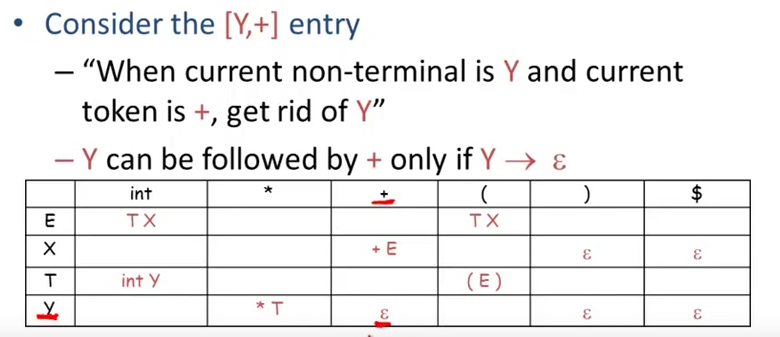 • Consider the [Y,+] entry
– “When current non-terminal is Y and current
token is +, get rid of Y”
– Y can be followed by + only if Y → ε
int * + ( ) $
E T X T X
X + E ε ε
T int Y ( E )
Y * T ε ε ε